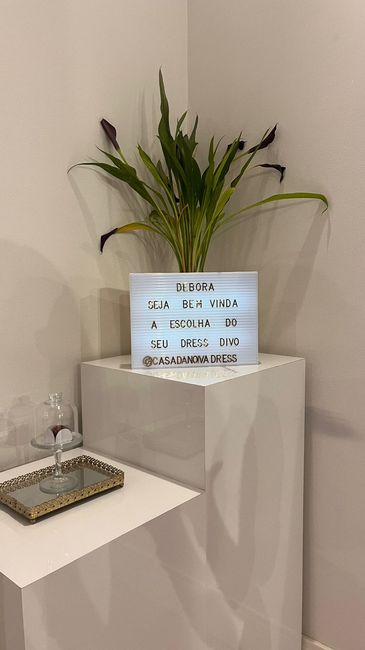 DEBORA
SEJA BEM VINDA
A ESCOLHA DO
SEU DRESS DIVO
@CASADANOVA DRESS